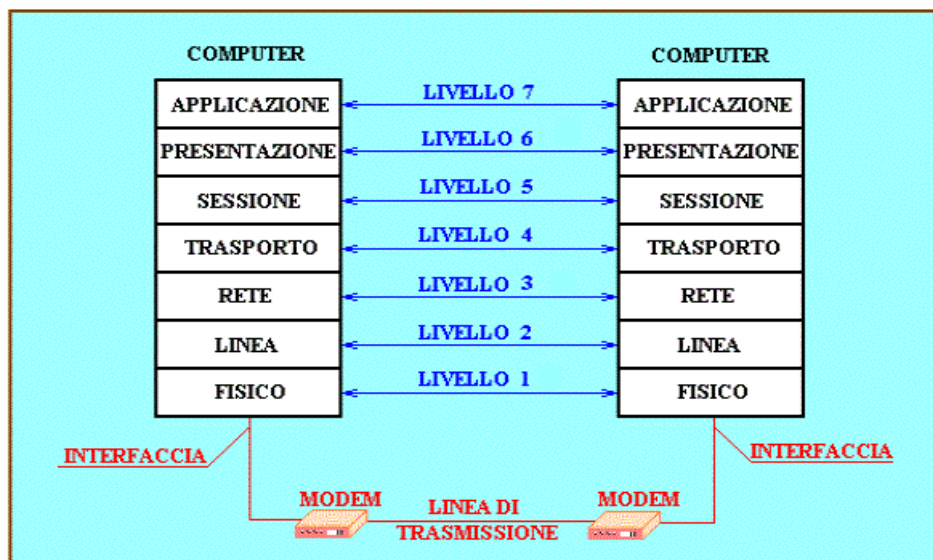 COMPUTER
COMPUTER
APPLICAZIONE
LIVELLO 7
APPLICAZIONE
PRESENTAZIONE
LIVELLO 6
PRESENTAZIONE
SESSIONE
LIVELLO 5
SESSIONE
TRASPORTO
LIVELLO 4
TRASPORTO
RETE
LIVELLO 3
RETE
LINEA
LIVELLO 2
LINEA
FISICO
LIVELLO 1
FISICO
INTERFACCIA
INTERFACCIA
MODEM
LINEA DI
TRASMISSIONE
MODEM